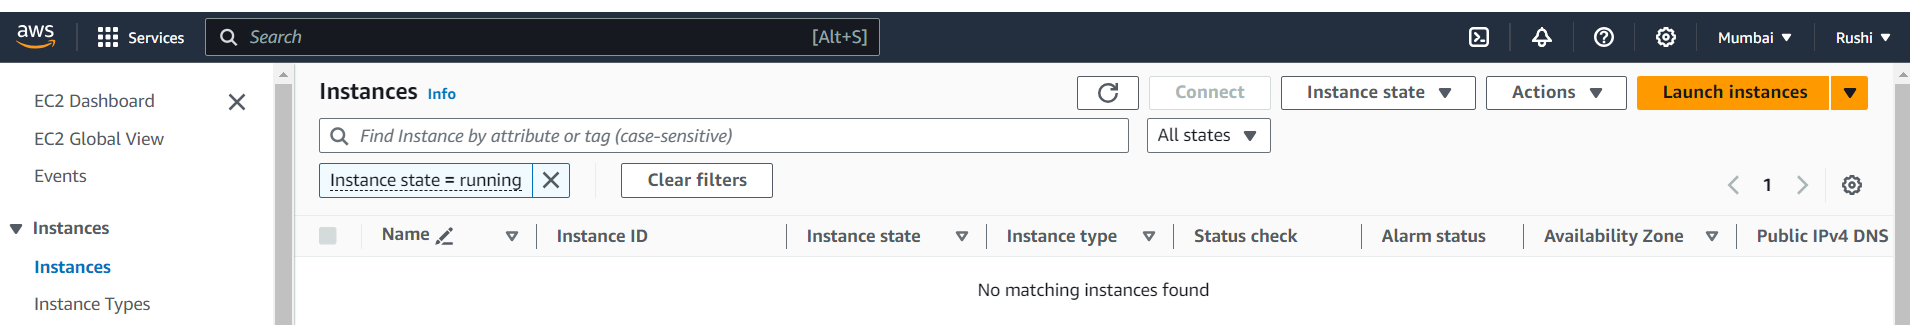 aws Services Search [Alt+S] Mumbai Rushi
EC2 Dashboard
EC2 Global View
Events
Instances
Instances
Instance Types
Instances Info Connect Instance state Actions Launch instances
Find Instance by attribute or tag (case-sensitive) All states
Instance state = running Clear filters
1
Name Instance ID Instance state Instance type Status check Alarm status Availability Zone Public IPv4 DNS
No matching instances found